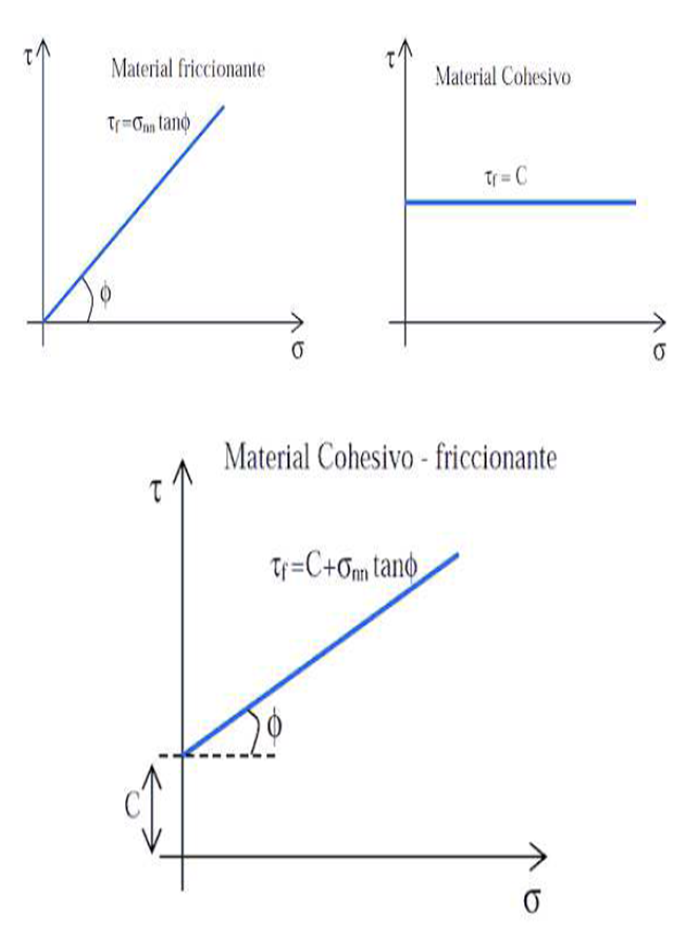 τ
Material friccionante
τf=σnn tanϕ
ϕ
σ
τ
Material Cohesivo
τf = C
σ
Material Cohesivo - friccionante
τ
τf=C+σnn tanϕ
ϕ
C
σ